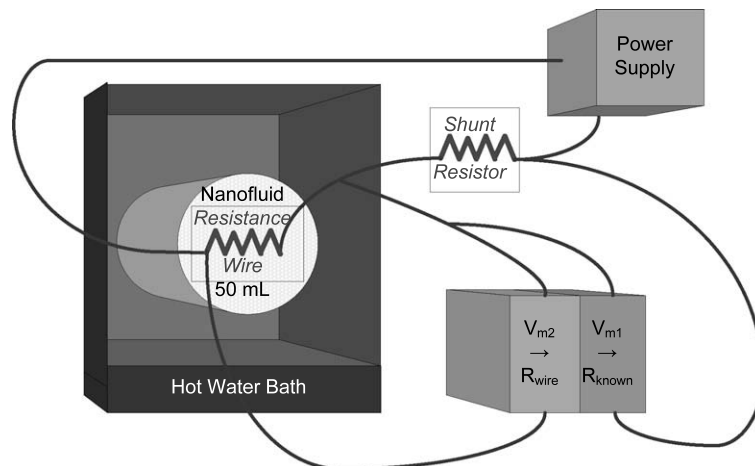 Power
Supply
Shunt
Resistor
Nanofluid
Resistance
Wire
50 mL
Vm2
→
Rwire
Vm1
→
Rknown
Hot Water Bath